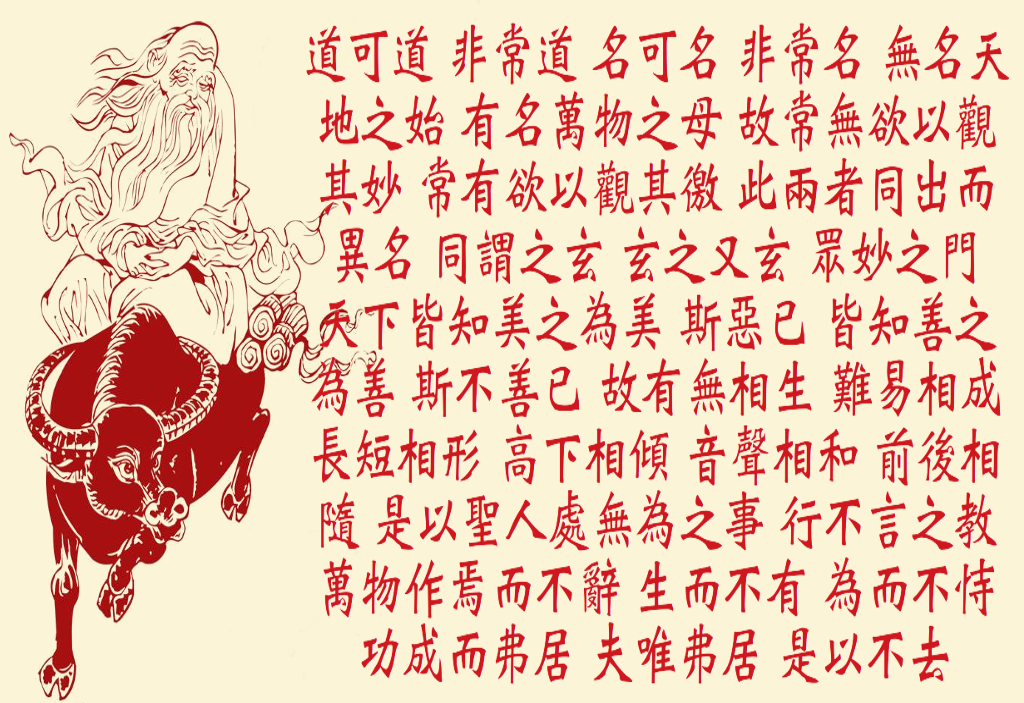 道可道 非常道 名可名 非常名 無名天
地之始 有名萬物之母 故常無欲以觀
其妙 常有欲以觀其徼 此兩者同出而
異名 同謂之玄 玄之又玄 眾妙之門
天下皆知美之為美 斯惡已 皆知善之
為善 斯不善已 故有無相生 難易相成
長短相形 高下相傾 音聲相和 前後相
隨 是以聖人處無為之事 行不言之教
萬物作焉而不辭 生而不有 為而不恃
功成而弗居 夫唯弗居 是以不去